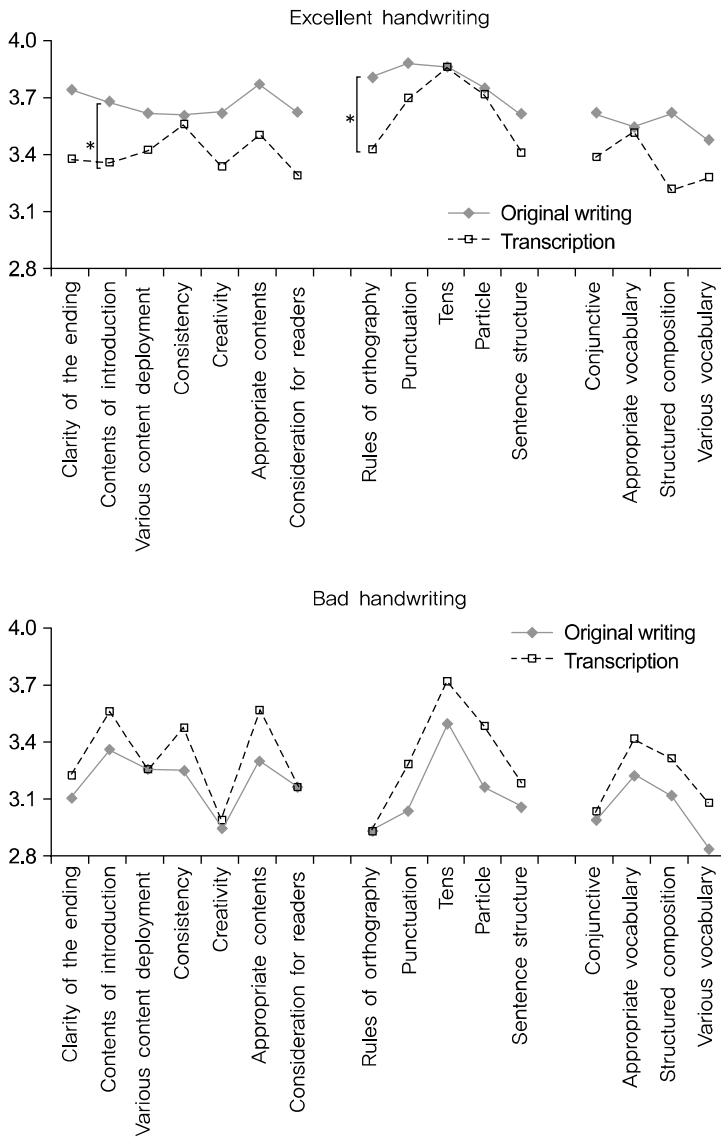 Excellent handwriting
4.0
3.7
3.4
3.1
2.8
*
*
Original writing
Transcription
Clarity of the ending
Contents of introduction
Various content deployment
Consistency
Creativity
Appropriate contents
Consideration for readers
Rules of orthography
Punctuation
Tens
Particle
Sentence structure
Conjunctive
Appropriate vocabulary
Structured composition
Various vocabulary
Bad handwriting
4.0
3.7
3.4
3.1
2.8
Original writing
Transcription
Clarity of the ending
Contents of introduction
Various content deployment
Consistency
Creativity
Appropriate contents
Consideration for readers
Rules of orthography
Punctuation
Tens
Particle
Sentence structure
Conjunctive
Appropriate vocabulary
Structured composition
Various vocabulary